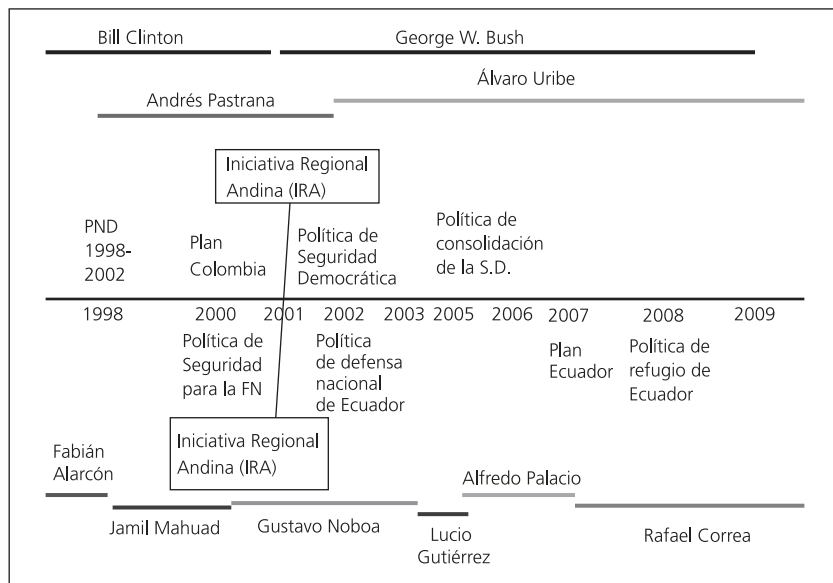 Bill Clinton
George W. Bush
Álvaro Uribe
Andrés Pastrana
Iniciativa Regional
Andina (IRA)
PND
1998-
2002
Plan
Colombia
Política de
Seguridad
Democrática
Política de
consolidación
de la S.D.
1998 2000 2001 2002 2003 2005 2006 2007 2008 2009
Política de
Seguridad
para la FN
Política
de defensa
nacional
de Ecuador
Plan
Ecuador
Política de
refugio de
Ecuador
Iniciativa Regional
Andina (IRA)
Fabián
Alarcón
Jamil Mahuad
Gustavo Noboa
Lucio
Gutiérrez
Alfredo Palacio
Rafael Correa